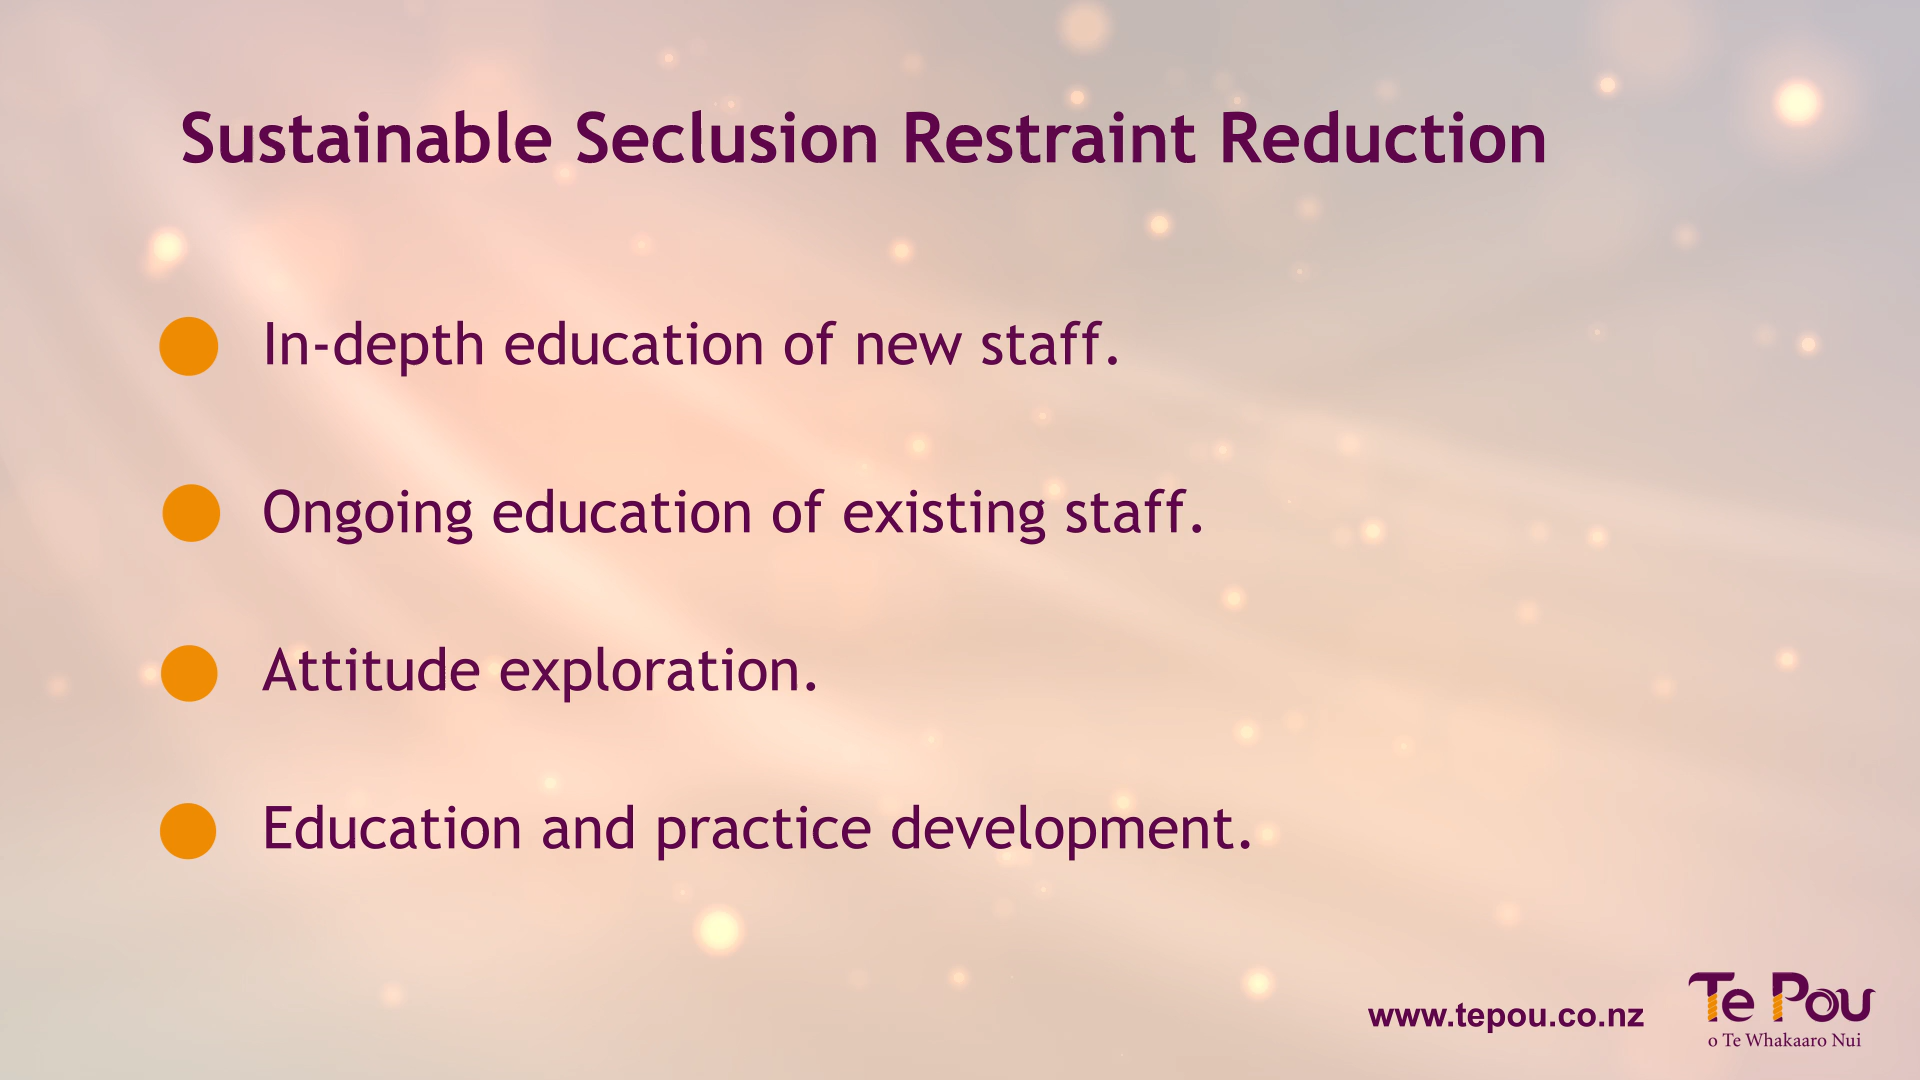 Sustainable Seclusion Restraint Reduction
In-depth education of new staff.
Ongoing education of existing staff.
Attitude exploration.
Education and practice development.
www.tepou.co.nz
Te Pou
o Te Whakaaro Nui